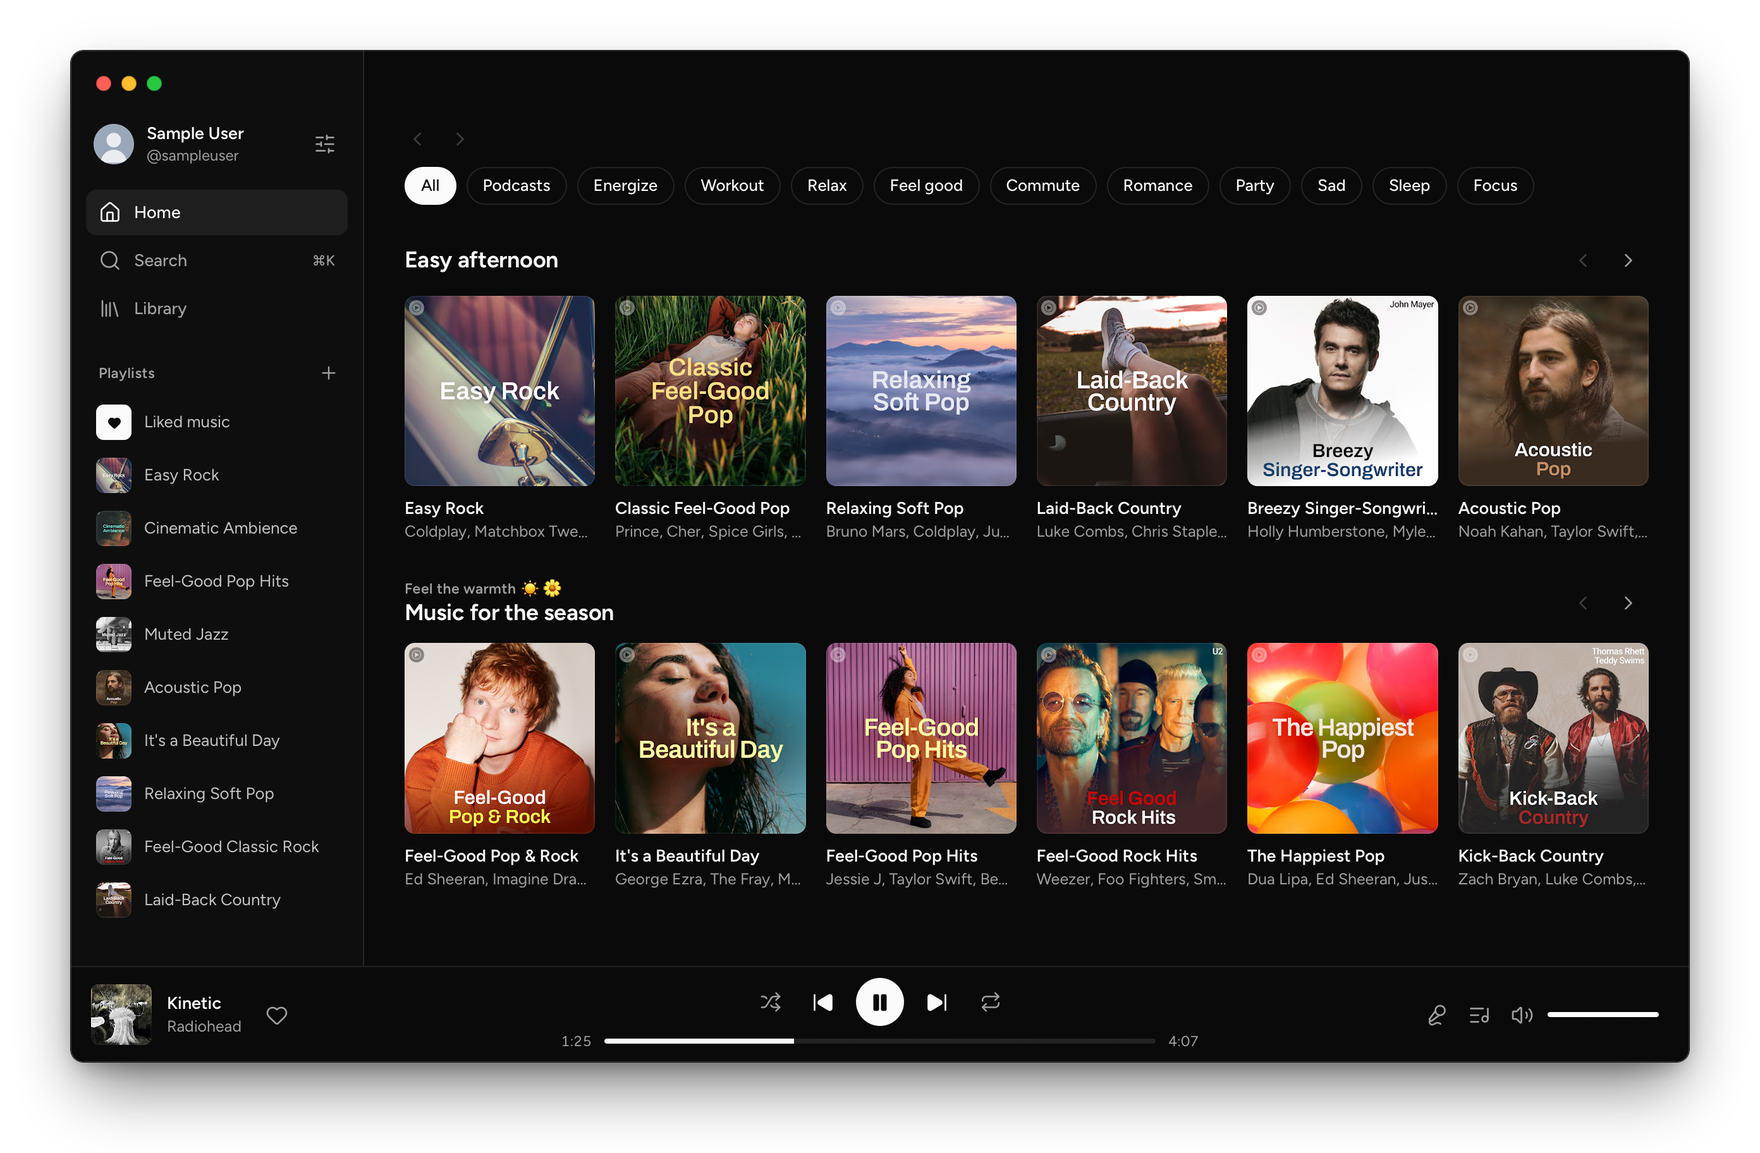 Sample User
@sampleuser
Home
Search
⌘K
Library
Playlists
Liked music
Easy Rock
Cinematic Ambience
Feel-Good Pop Hits
Muted Jazz
Acoustic Pop
It's a Beautiful Day
Relaxing Soft Pop
Feel-Good Classic Rock
Laid-Back Country
All
Podcasts
Energize
Workout
Relax
Feel good
Commute
Romance
Party
Sad
Sleep
Focus
Easy afternoon
Easy Rock
Classic
Feel-Good
Pop
Relaxing
Soft Pop
Laid-Back
Country
John Mayer
Breezy
Singer-Songwriter
Acoustic
Pop
Easy Rock
Coldplay, Matchbox Twe...
Classic Feel-Good Pop
Prince, Cher, Spice Girls, ...
Relaxing Soft Pop
Bruno Mars, Coldplay, Ju...
Laid-Back Country
Luke Combs, Chris Staple...
Breezy Singer-Songwri...
Holly Humberstone, Myle...
Acoustic Pop
Noah Kahan, Taylor Swift,...
Feel the warmth ☀️ 🌼
Music for the season
Feel-Good
Pop & Rock
It's a
Beautiful Day
Feel-Good
Pop Hits
U2
Feel Good
Rock Hits
The Happiest
Pop
Thomas Rhett
Teddy Swims
Kick-Back
Country
Feel-Good Pop & Rock
Ed Sheeran, Imagine Dra...
It's a Beautiful Day
George Ezra, The Fray, M...
Feel-Good Pop Hits
Jessie J, Taylor Swift, Be...
Feel-Good Rock Hits
Weezer, Foo Fighters, Sm...
The Happiest Pop
Dua Lipa, Ed Sheeran, Jus...
Kick-Back Country
Zach Bryan, Luke Combs,...
Kinetic
Radiohead
1:25
4:07